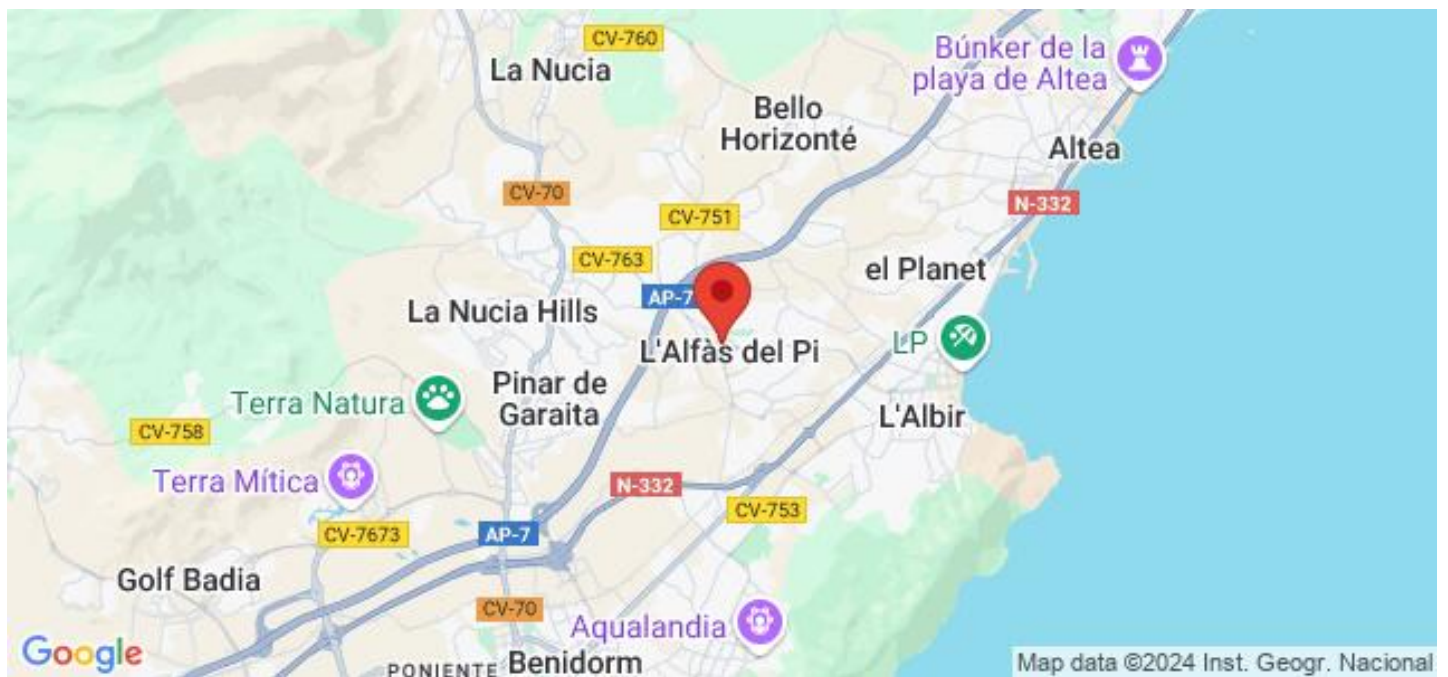 CV-760
La Nucia
Búnker de la
playa de Altea
Bello
Horizonté
Altea
CV-70
CV-751
N-332
CV-763
el Planet
AP-7
La Nucia Hills
L'Alfàs del Pi
LP
Pinar de
Garaita
Terra Natura
L'Albir
CV-758
Terra Mítica
N-332
CV-753
CV-7673
AP-7
Golf Badia
CV-70
Aqualandia
Google
PONIENTE
Benidorm
Map data ©2024 Inst. Geogr. Nacional